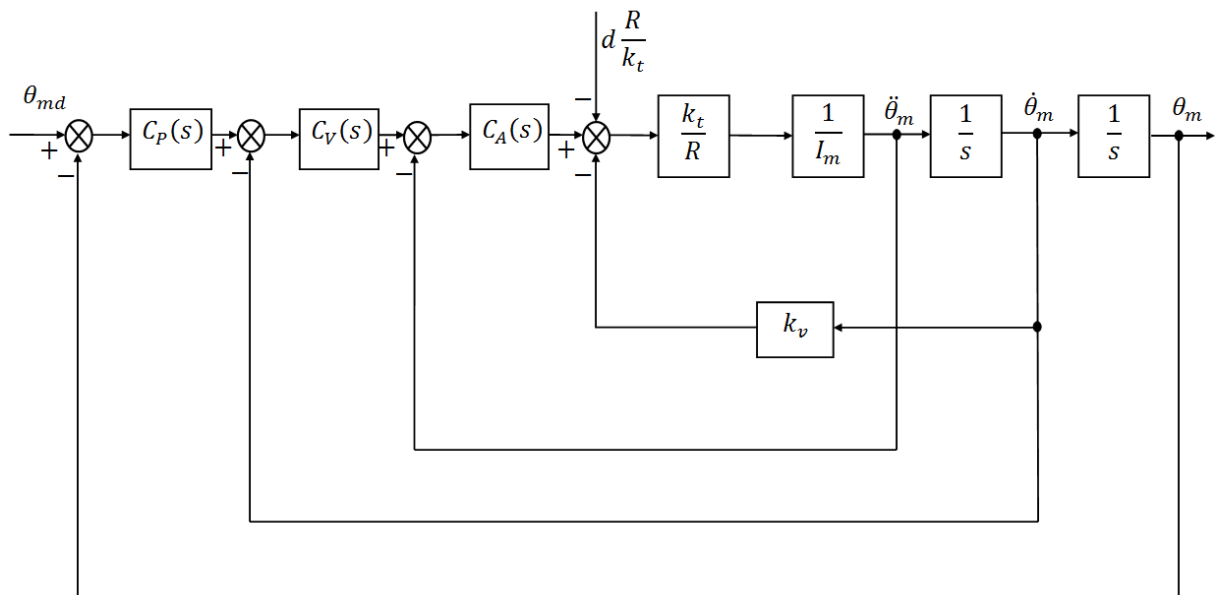 d R/k_t
θ_md
C_P(s)
C_V(s)
C_A(s)
k_t/R
1/I_m
θ̈_m
1/s
θ̇_m
1/s
θ_m
+
−
+
−
+
−
−
+
−
k_v